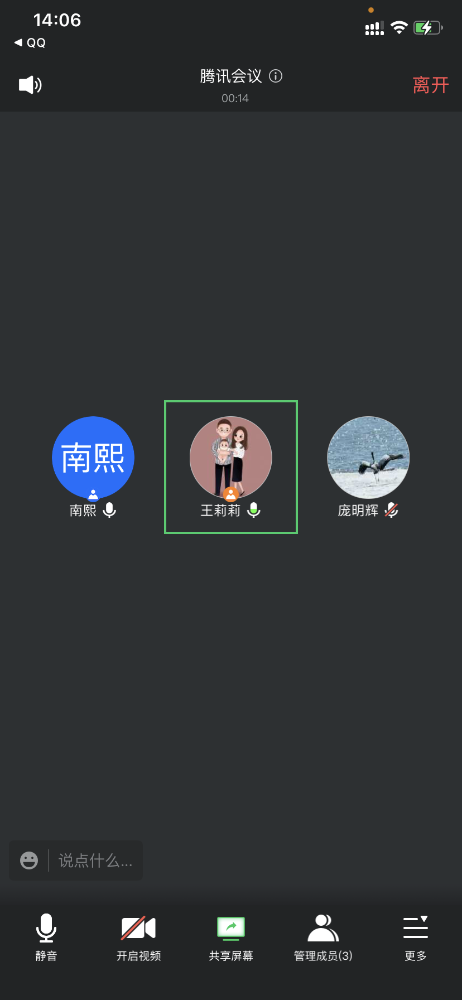 14:06
QQ
腾讯会议
00:14
离开
南熙
南熙
王莉莉
庞明辉
说点什么...
静音
开启视频
共享屏幕
管理成员(3)
更多